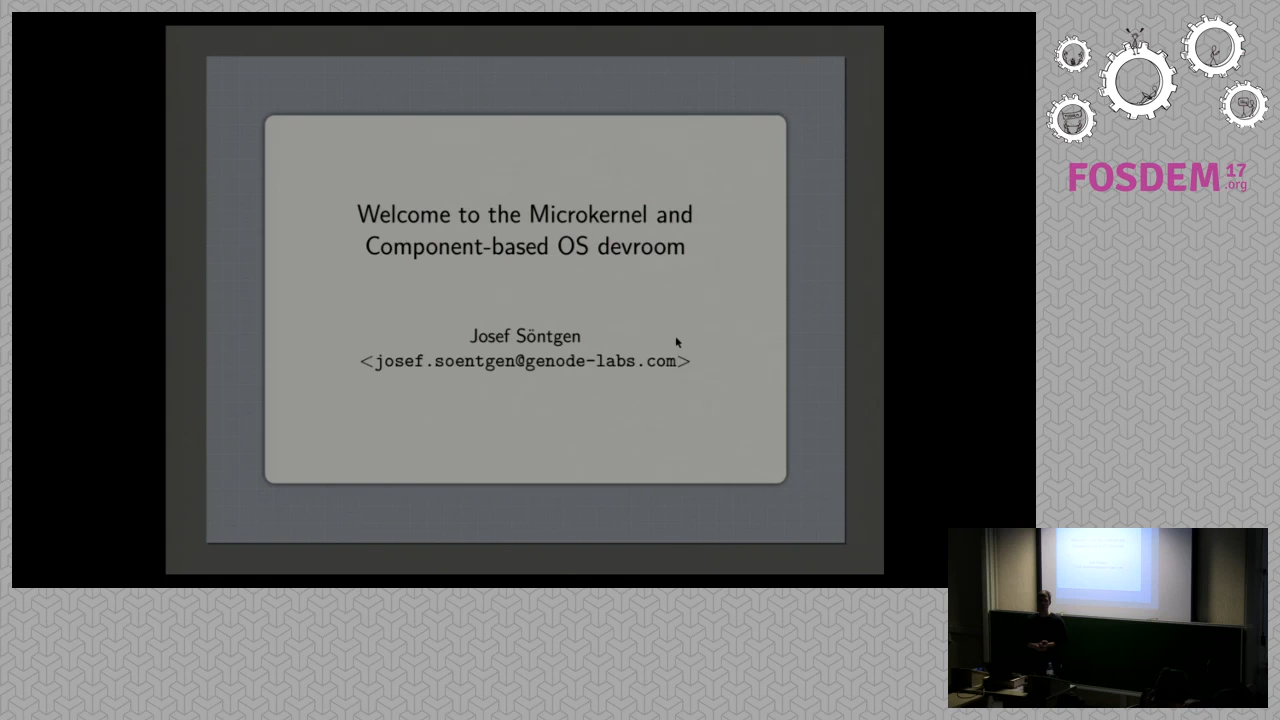 Welcome to the Microkernel and
Component-based OS devroom
Josef Söntgen
<josef.soentgen@genode-labs.com>
FOSDEM 17
.org